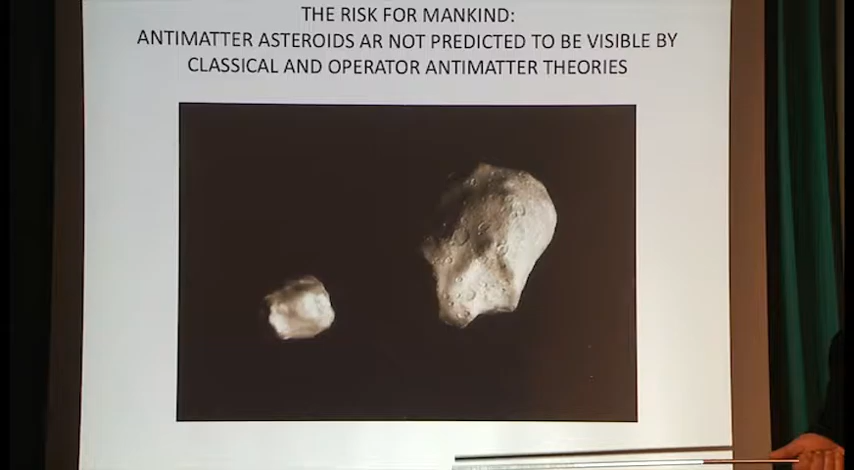 THE RISK FOR MANKIND:
ANTIMATTER ASTEROIDS AR NOT PREDICTED TO BE VISIBLE BY
CLASSICAL AND OPERATOR ANTIMATTER THEORIES